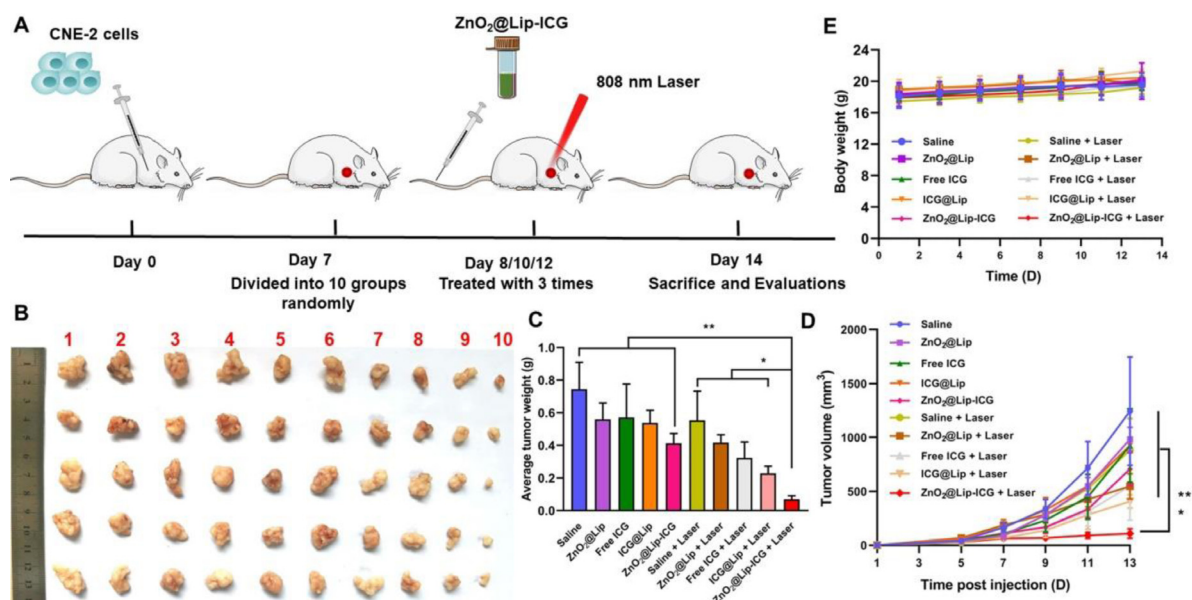 A
CNE-2 cells
ZnO2@Lip-ICG
808 nm Laser
Day 0
Day 7
Day 8/10/12
Day 14
Divided into 10 groups
randomly
Treated with 3 times
Sacrifice and Evaluations
B
1 2 3 4 5 6 7 8 9 10
C
**
*
Average tumor weight (g)
1.0
0.8
0.6
0.4
0.2
0.0
Saline
ZnO2@Lip
Free ICG
ICG@Lip
ZnO2@Lip-ICG
Saline + Laser
ZnO2@Lip + Laser
Free ICG + Laser
ICG@Lip + Laser
ZnO2@Lip-ICG + Laser
E
Body weight (g)
24
20
16
12
8
4
0
Saline
ZnO2@Lip
Free ICG
ICG@Lip
ZnO2@Lip-ICG
Saline + Laser
ZnO2@Lip + Laser
Free ICG + Laser
ICG@Lip + Laser
ZnO2@Lip-ICG + Laser
0 2 4 6 8 10 12 14
Time (D)
D
Tumor volume (mm3)
2000
1500
1000
500
0
Saline
ZnO2@Lip
Free ICG
ICG@Lip
ZnO2@Lip-ICG
Saline + Laser
ZnO2@Lip + Laser
Free ICG + Laser
ICG@Lip + Laser
ZnO2@Lip-ICG + Laser
**
*
1 3 5 7 9 11 13
Time post injection (D)